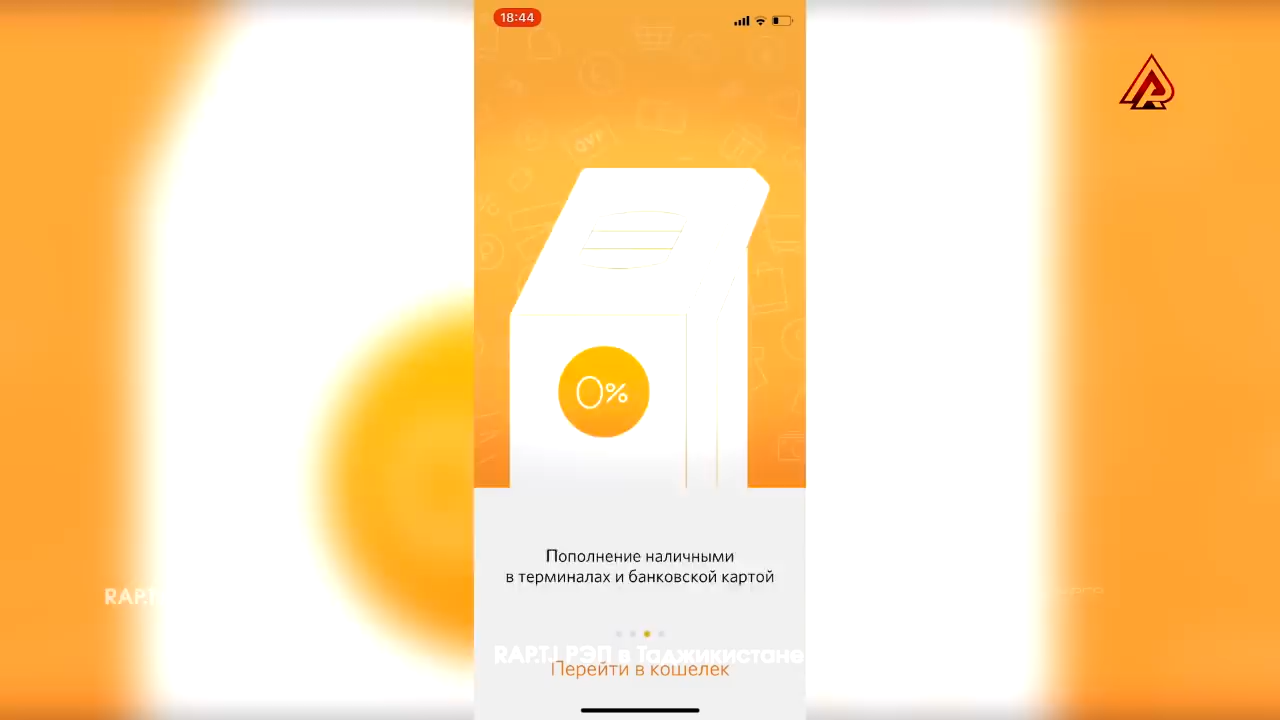 18:44
0%
Пополнение наличными
в терминалах и банковской картой
RAP.TJ РЭП в Таджикистане
Перейти в кошелек